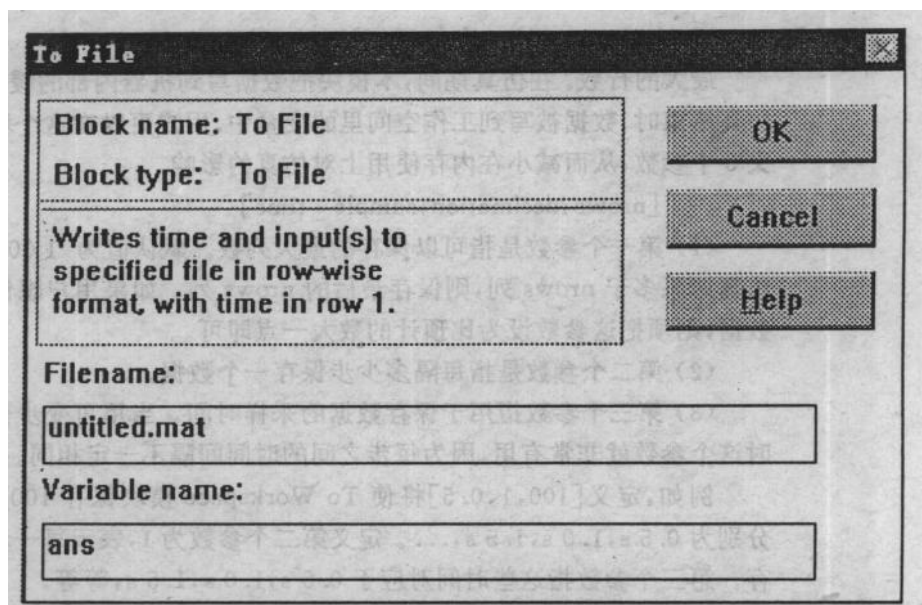 To File
Block name: To File
Block type: To File
Writes time and input(s) to
specified file in row-wise
format, with time in row 1.
OK
Cancel
Help
Filename:
untitled.mat
Variable name:
ans